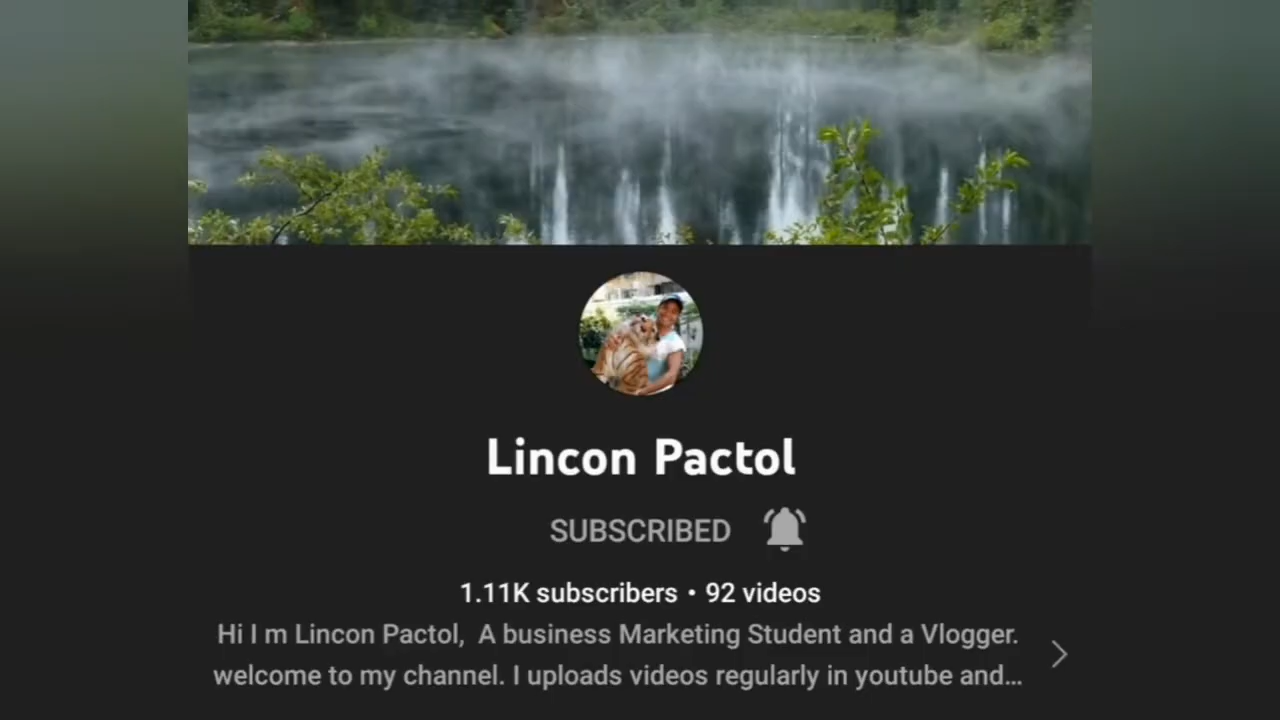 Lincon Pactol
SUBSCRIBED
1.11K subscribers • 92 videos
Hi I m Lincon Pactol,  A business Marketing Student and a Vlogger.
welcome to my channel. I uploads videos regularly in youtube and...